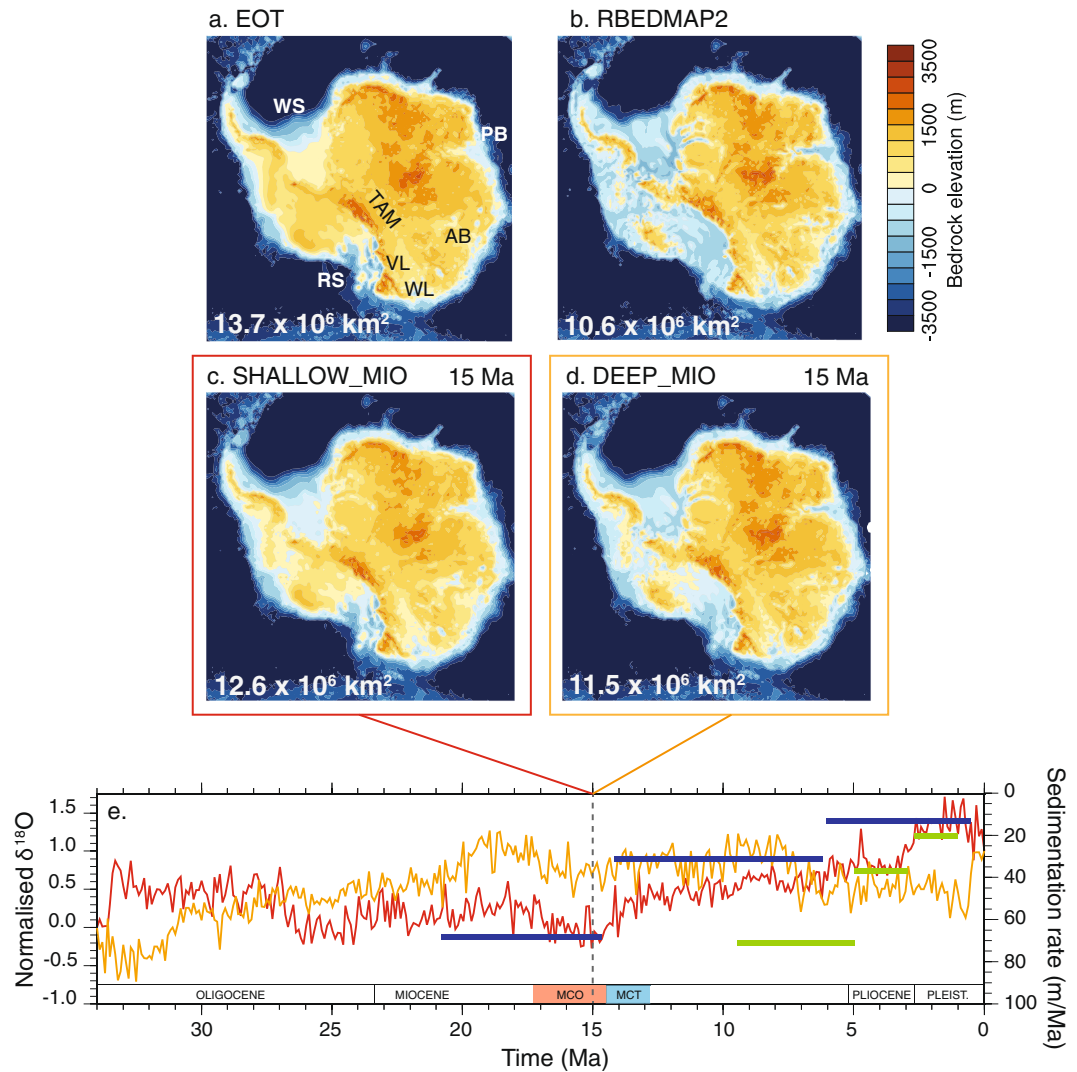 a. EOT
b. RBEDMAP2
WS
PB
TAM
AB
VL
RS
WL
13.7 x 10⁶ km²
10.6 x 10⁶ km²
3500
1500
0
-1500
-3500
Bedrock elevation (m)
c. SHALLOW_MIO 15 Ma
d. DEEP_MIO 15 Ma
12.6 x 10⁶ km²
11.5 x 10⁶ km²
e.
Normalised δ¹⁸O
1.5
1.0
0.5
0.0
-0.5
-1.0
0
20
40
60
80
100
Sedimentation rate (m/Ma)
OLIGOCENE
MIOCENE
MCO
MCT
PLIOCENE
PLEIST.
30
20
15
10
5
0
Time (Ma)